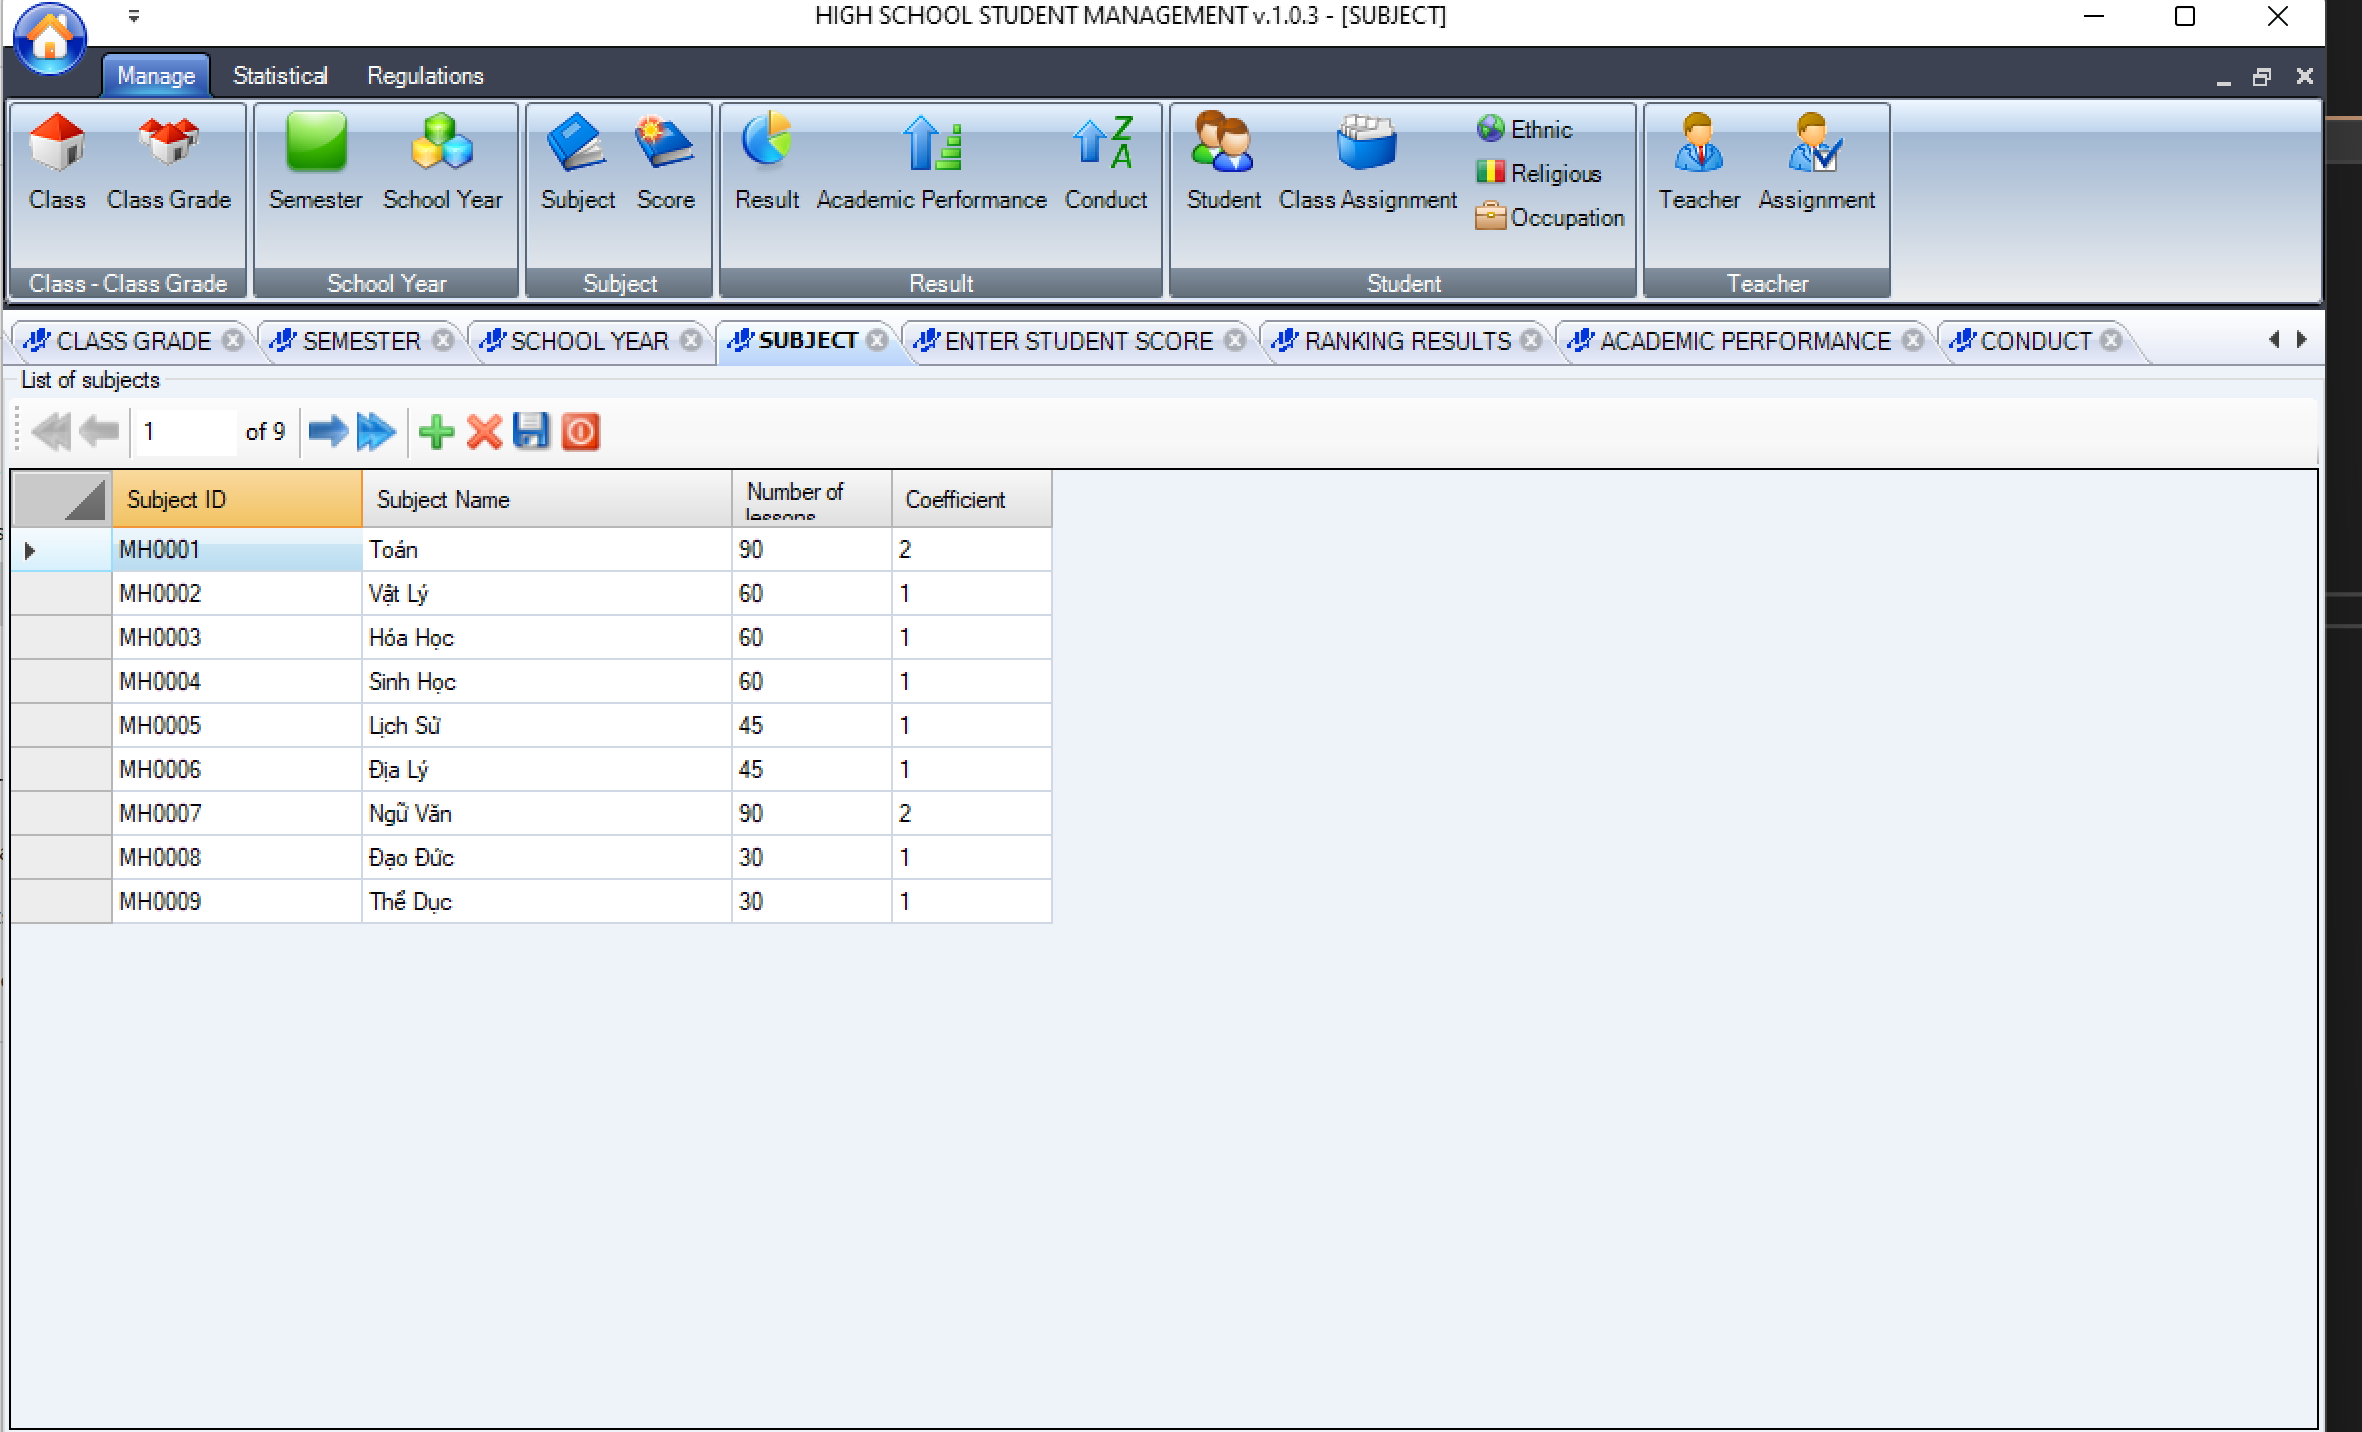 HIGH SCHOOL STUDENT MANAGEMENT v.1.0.3 - [SUBJECT]
Manage Statistical Regulations
Class Class Grade Semester School Year Subject Score Result Academic Performance Conduct Student Class Assignment Ethnic Religious Occupation Teacher Assignment
Class - Class Grade School Year Subject Result Student Teacher
CLASS GRADE SEMESTER SCHOOL YEAR SUBJECT ENTER STUDENT SCORE RANKING RESULTS ACADEMIC PERFORMANCE CONDUCT
List of subjects
1 of 9
Subject ID Subject Name Number of lessons Coefficient
MH0001 Toán 90 2
MH0002 Vật Lý 60 1
MH0003 Hóa Học 60 1
MH0004 Sinh Học 60 1
MH0005 Lịch Sử 45 1
MH0006 Địa Lý 45 1
MH0007 Ngữ Văn 90 2
MH0008 Đạo Đức 30 1
MH0009 Thể Dục 30 1